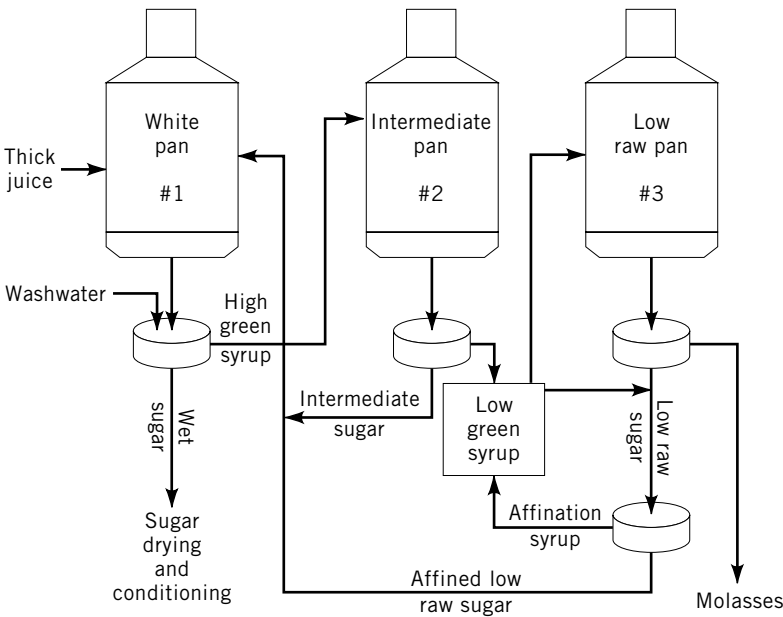 White
pan
#1
Intermediate
pan
#2
Low
raw pan
#3
Thick
juice
Washwater
High
green
syrup
Intermediate
sugar
Low
green
syrup
Wet
sugar
Low raw
sugar
Affination
syrup
Sugar
drying
and
conditioning
Affined low
raw sugar
Molasses